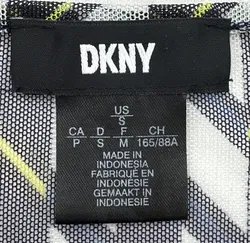 DKNY
US
S
CA D F CH
P S M 165/88A
MADE IN
INDONESIA
FABRIQUÉ EN
INDONÉSIE
GEMAAKT IN
INDONESIË